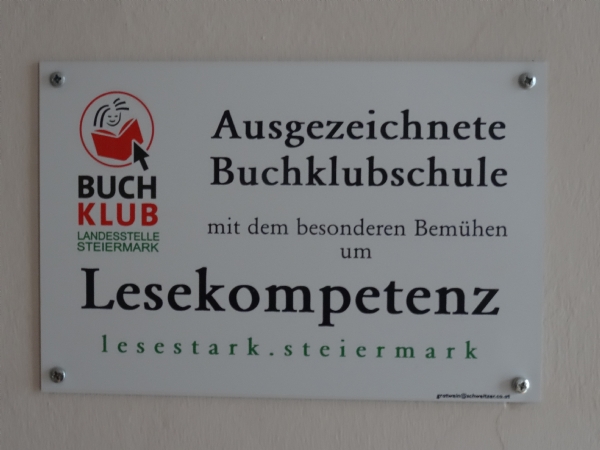 BUCH
KLUB
LANDESSTELLE
STEIERMARK
Ausgezeichnete
Buchklubschule
mit dem besonderen Bemühen
um
Lesekompetenz
lesestark.steiermark